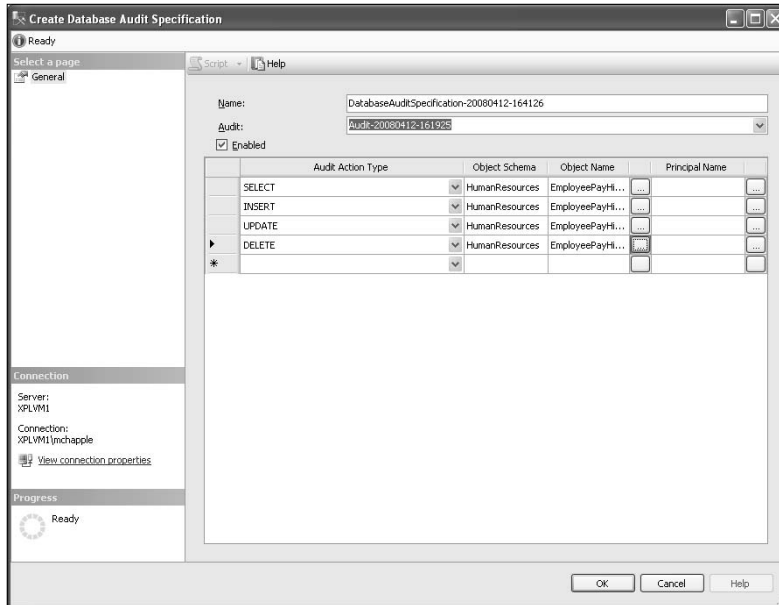 Create Database Audit Specification
Ready
Select a page
General
Script
Help
Name:
DatabaseAuditSpecification-20080412-164126
Audit:
Audit-20080412-161925
Enabled
Audit Action Type Object Schema Object Name Principal Name
SELECT HumanResources EmployeePayHi... ... ...
INSERT HumanResources EmployeePayHi... ... ...
UPDATE HumanResources EmployeePayHi... ... ...
DELETE HumanResources EmployeePayHi... ... ...
Connection
Server:
XPLVM1
Connection:
XPLVM1\mchapple
View connection properties
Progress
Ready
OK Cancel Help